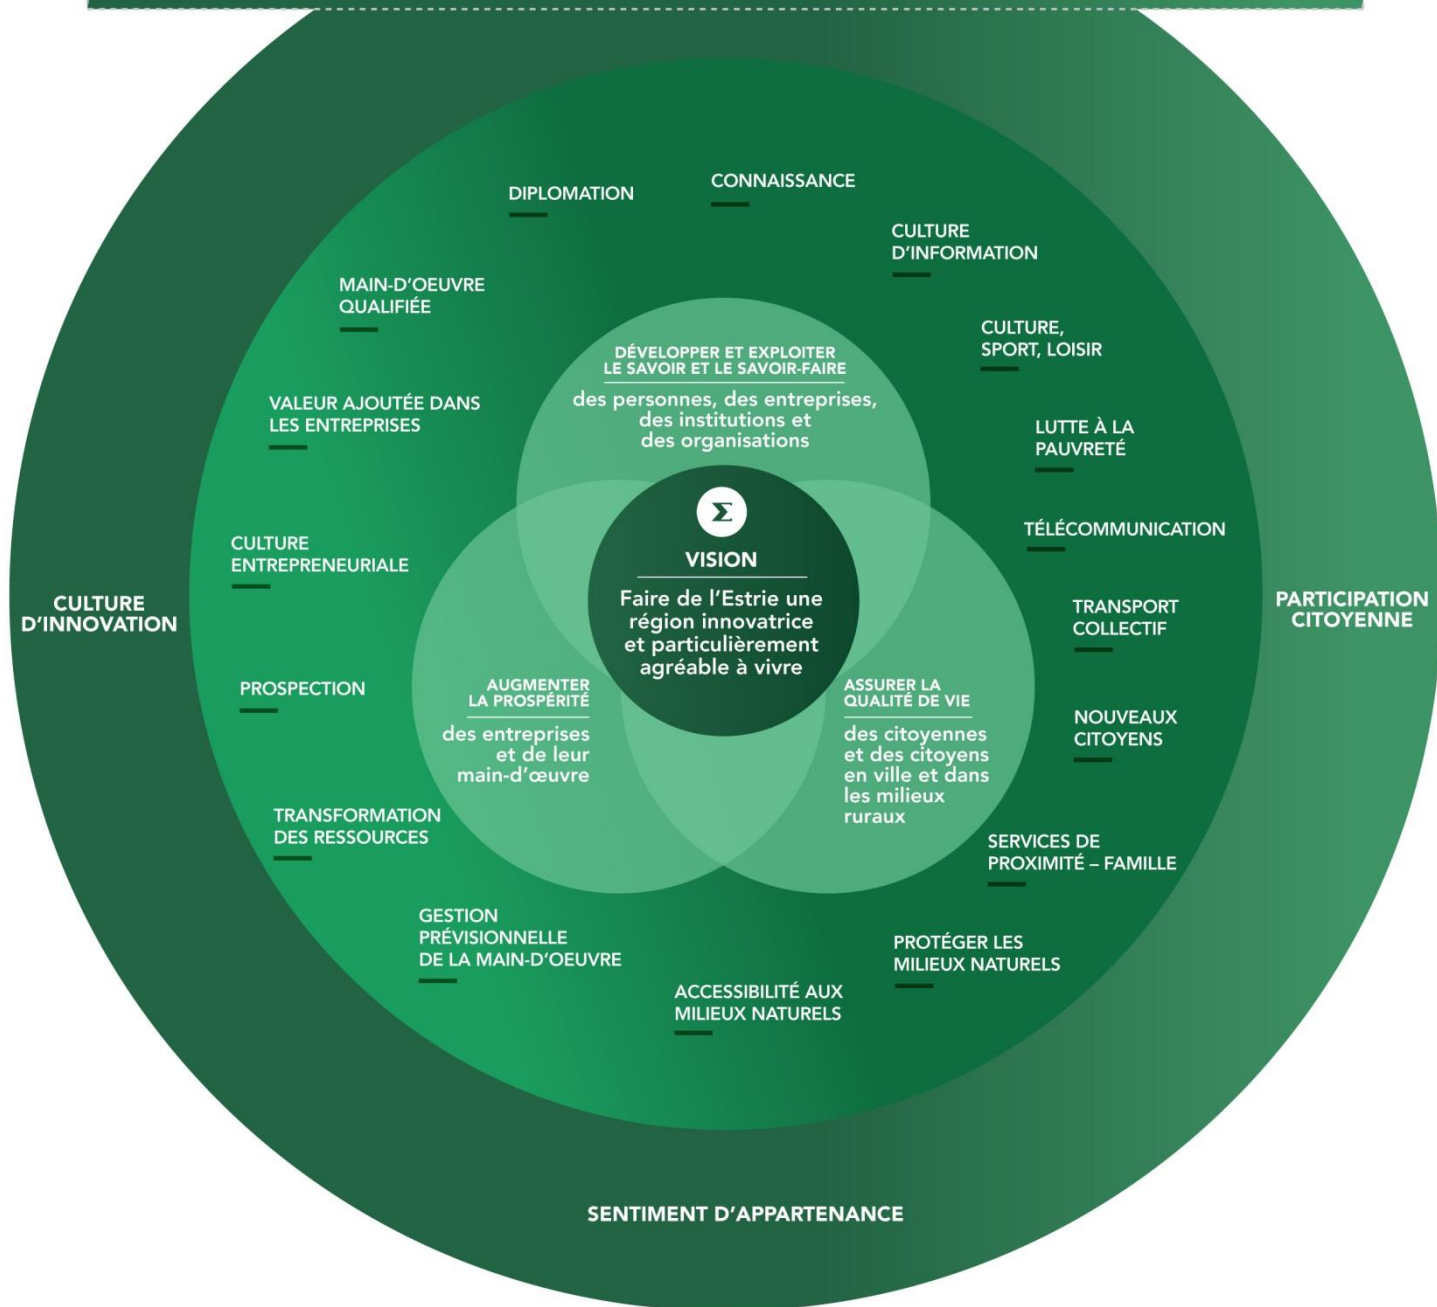 DIPLOMATION
CONNAISSANCE
CULTURE
D'INFORMATION
MAIN-D'OEUVRE
QUALIFIÉE
CULTURE,
SPORT, LOISIR
DÉVELOPPER ET EXPLOITER
LE SAVOIR ET LE SAVOIR-FAIRE
des personnes, des entreprises,
des institutions et
des organisations
VALEUR AJOUTÉE DANS
LES ENTREPRISES
LUTTE À LA
PAUVRETÉ
Σ
VISION
Faire de l'Estrie une
région innovatrice
et particulièrement
agréable à vivre
TÉLÉCOMMUNICATION
CULTURE
ENTREPRENEURIALE
CULTURE
D'INNOVATION
TRANSPORT
COLLECTIF
PARTICIPATION
CITOYENNE
PROSPECTION
AUGMENTER
LA PROSPÉRITÉ
des entreprises
et de leur
main-d'œuvre
ASSURER LA
QUALITÉ DE VIE
des citoyennes
et des citoyens
en ville et dans
les milieux
ruraux
NOUVEAUX
CITOYENS
TRANSFORMATION
DES RESSOURCES
SERVICES DE
PROXIMITÉ – FAMILLE
GESTION
PRÉVISIONNELLE
DE LA MAIN-D'OEUVRE
PROTÉGER LES
MILIEUX NATURELS
ACCESSIBILITÉ AUX
MILIEUX NATURELS
SENTIMENT D'APPARTENANCE